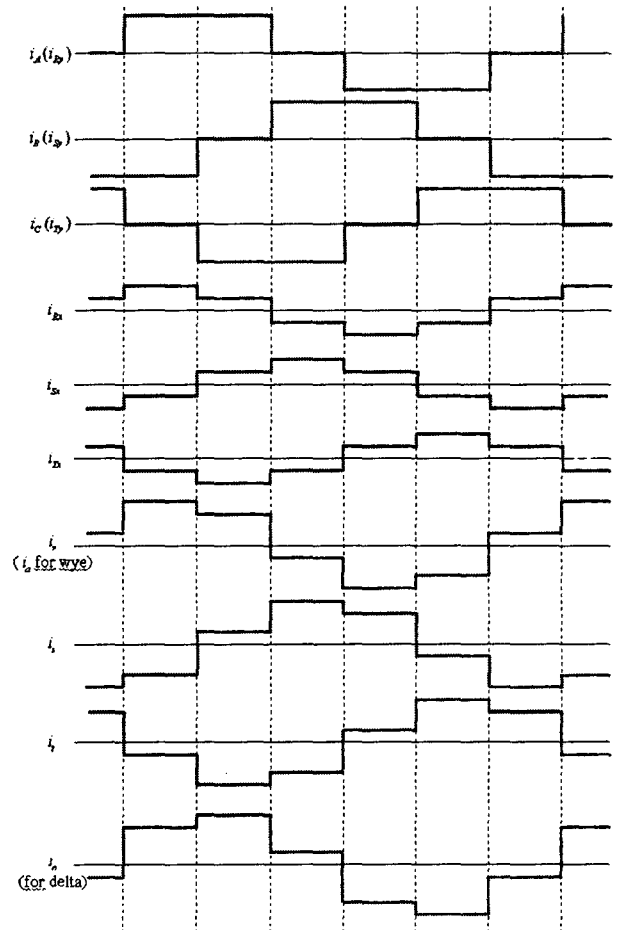 i_A(i_Rp)
i_B(i_Sp)
i_C(i_Tp)
i_Rs
i_Ss
i_Ts
i_r
(i_a for wye)
i_s
i_t
i_a
(for delta)